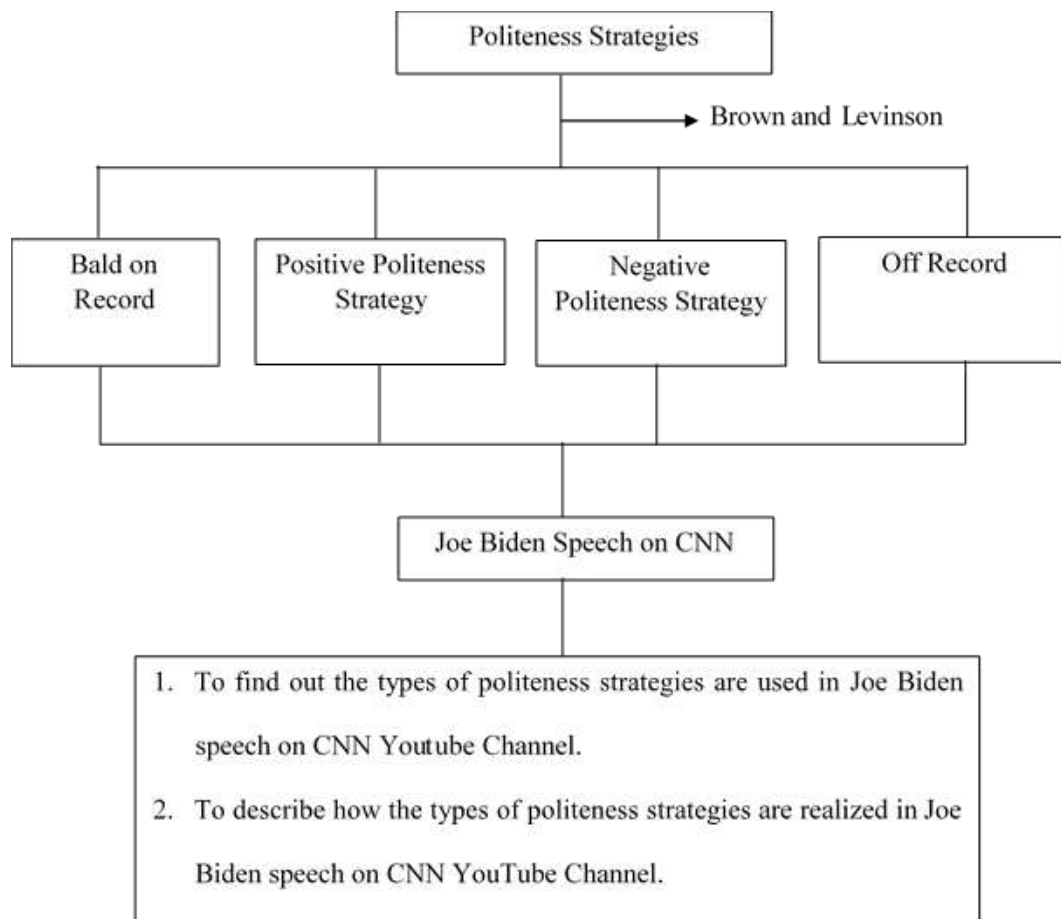 Politeness Strategies
Brown and Levinson
Bald on
Record
Positive Politeness
Strategy
Negative
Politeness Strategy
Off Record
Joe Biden Speech on CNN
1. To find out the types of politeness strategies are used in Joe Biden
speech on CNN Youtube Channel.
2. To describe how the types of politeness strategies are realized in Joe
Biden speech on CNN YouTube Channel.